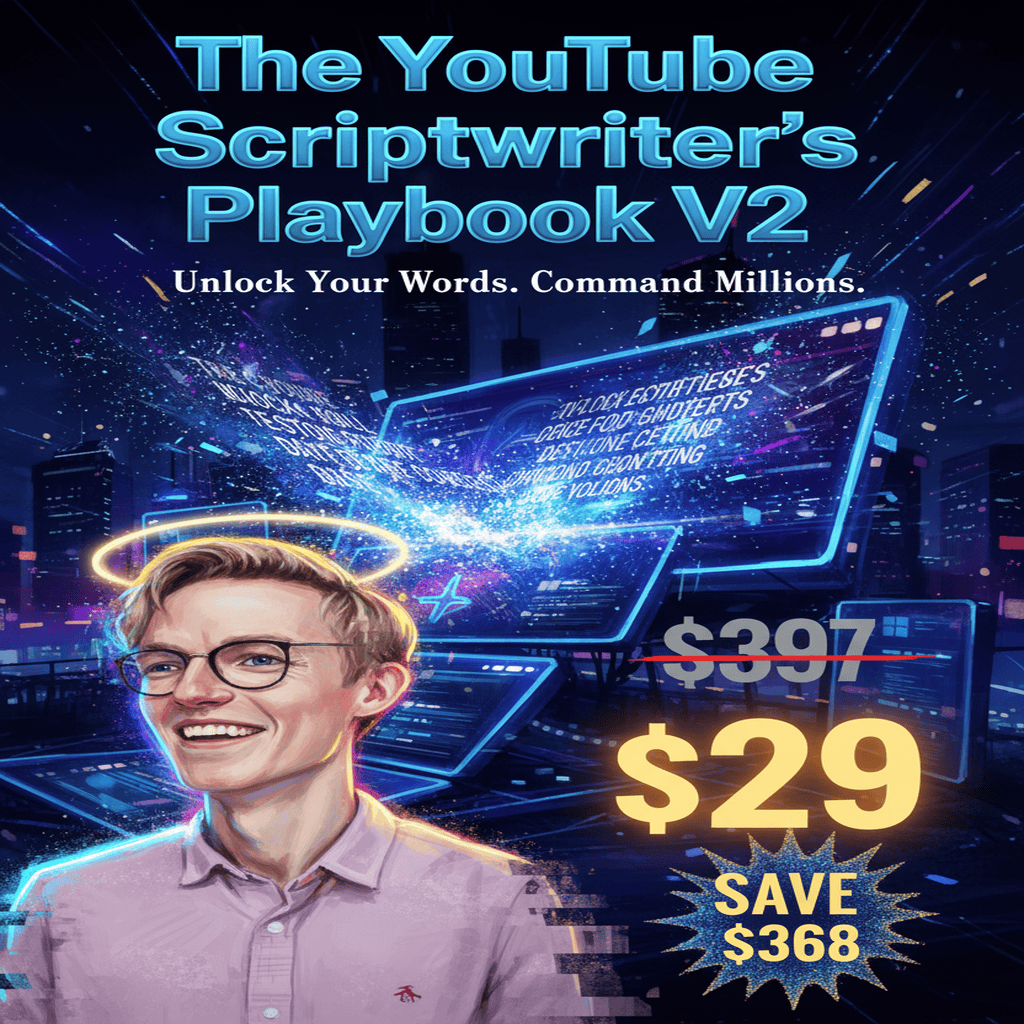 The YouTube
Scriptwriter's
Playbook V2
Unlock Your Words. Command Millions.
$397
$29
SAVE
$368